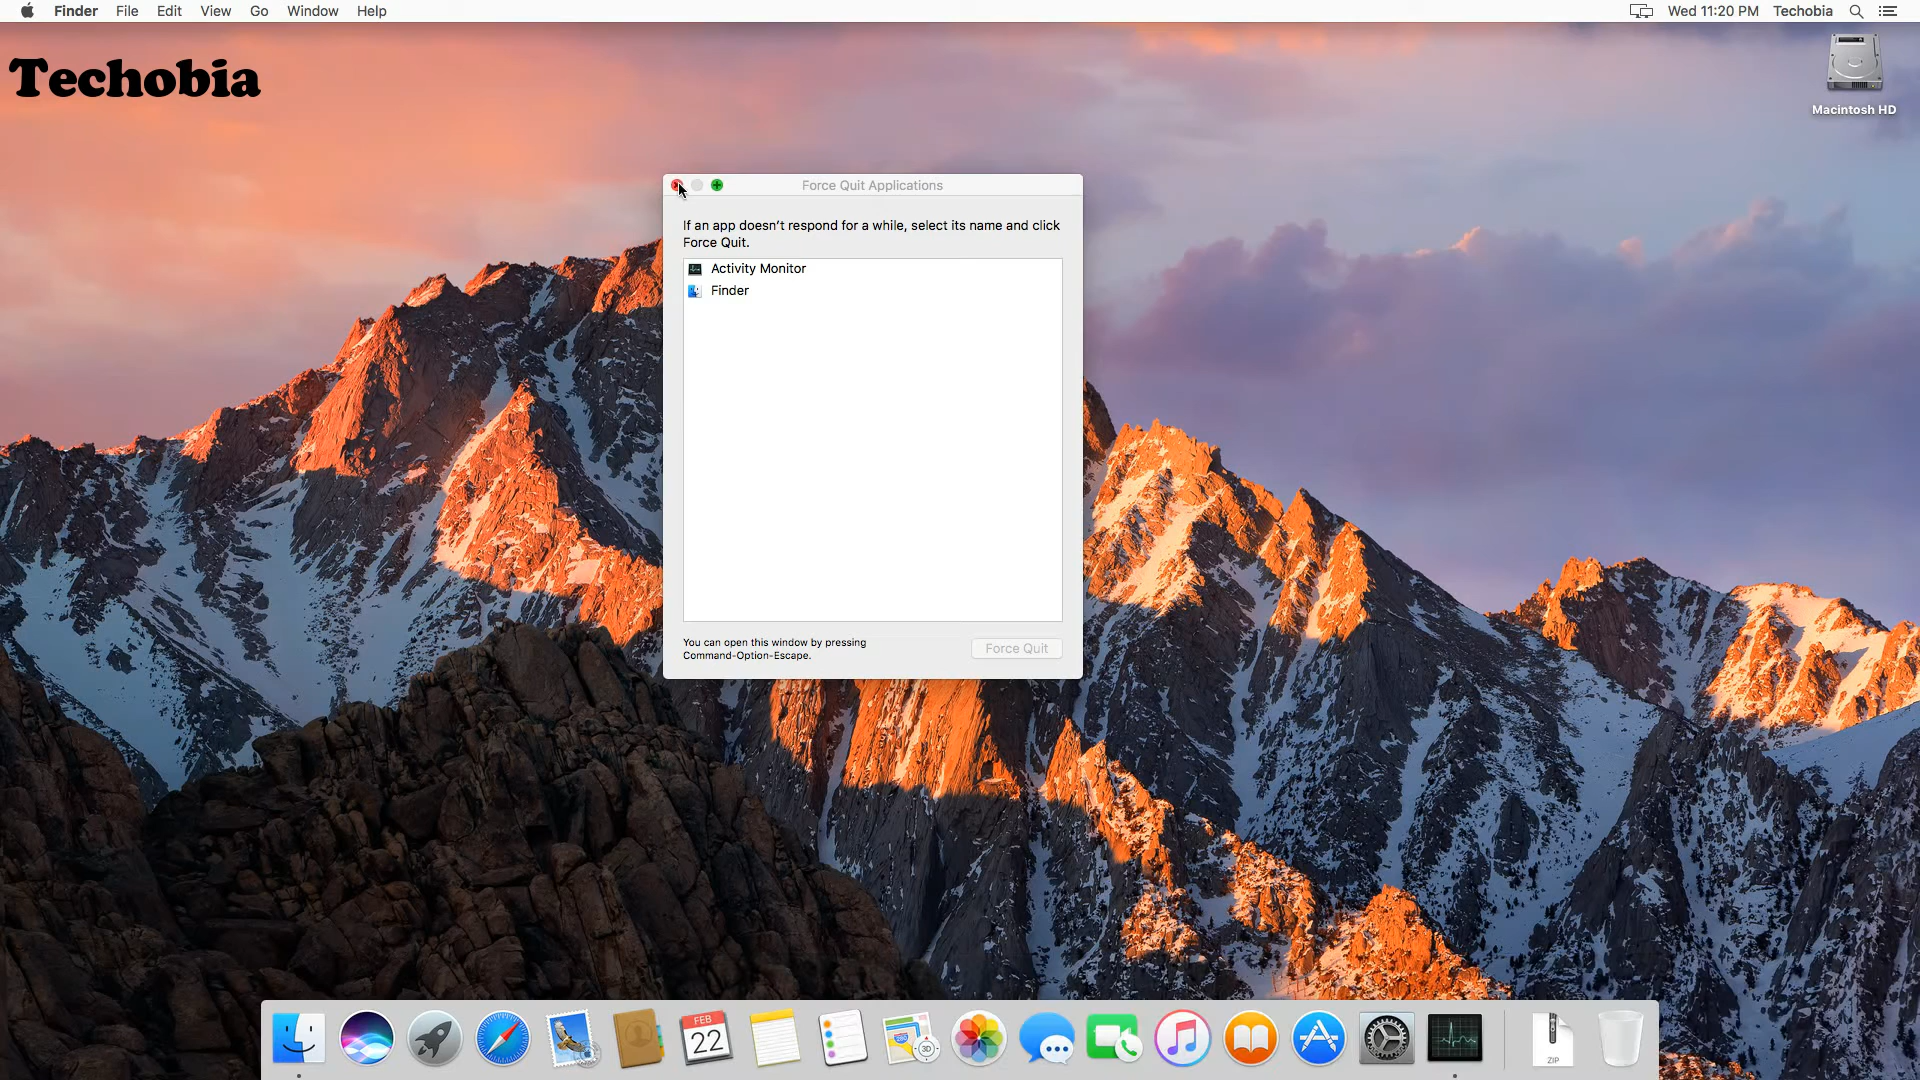 Finder File Edit View Go Window Help
Wed 11:20 PM Techobia
Techobia
Macintosh HD
Force Quit Applications
If an app doesn't respond for a while, select its name and click
Force Quit.
Activity Monitor
Finder
You can open this window by pressing
Command-Option-Escape.
Force Quit
FEB
22
280
3D
ZIP